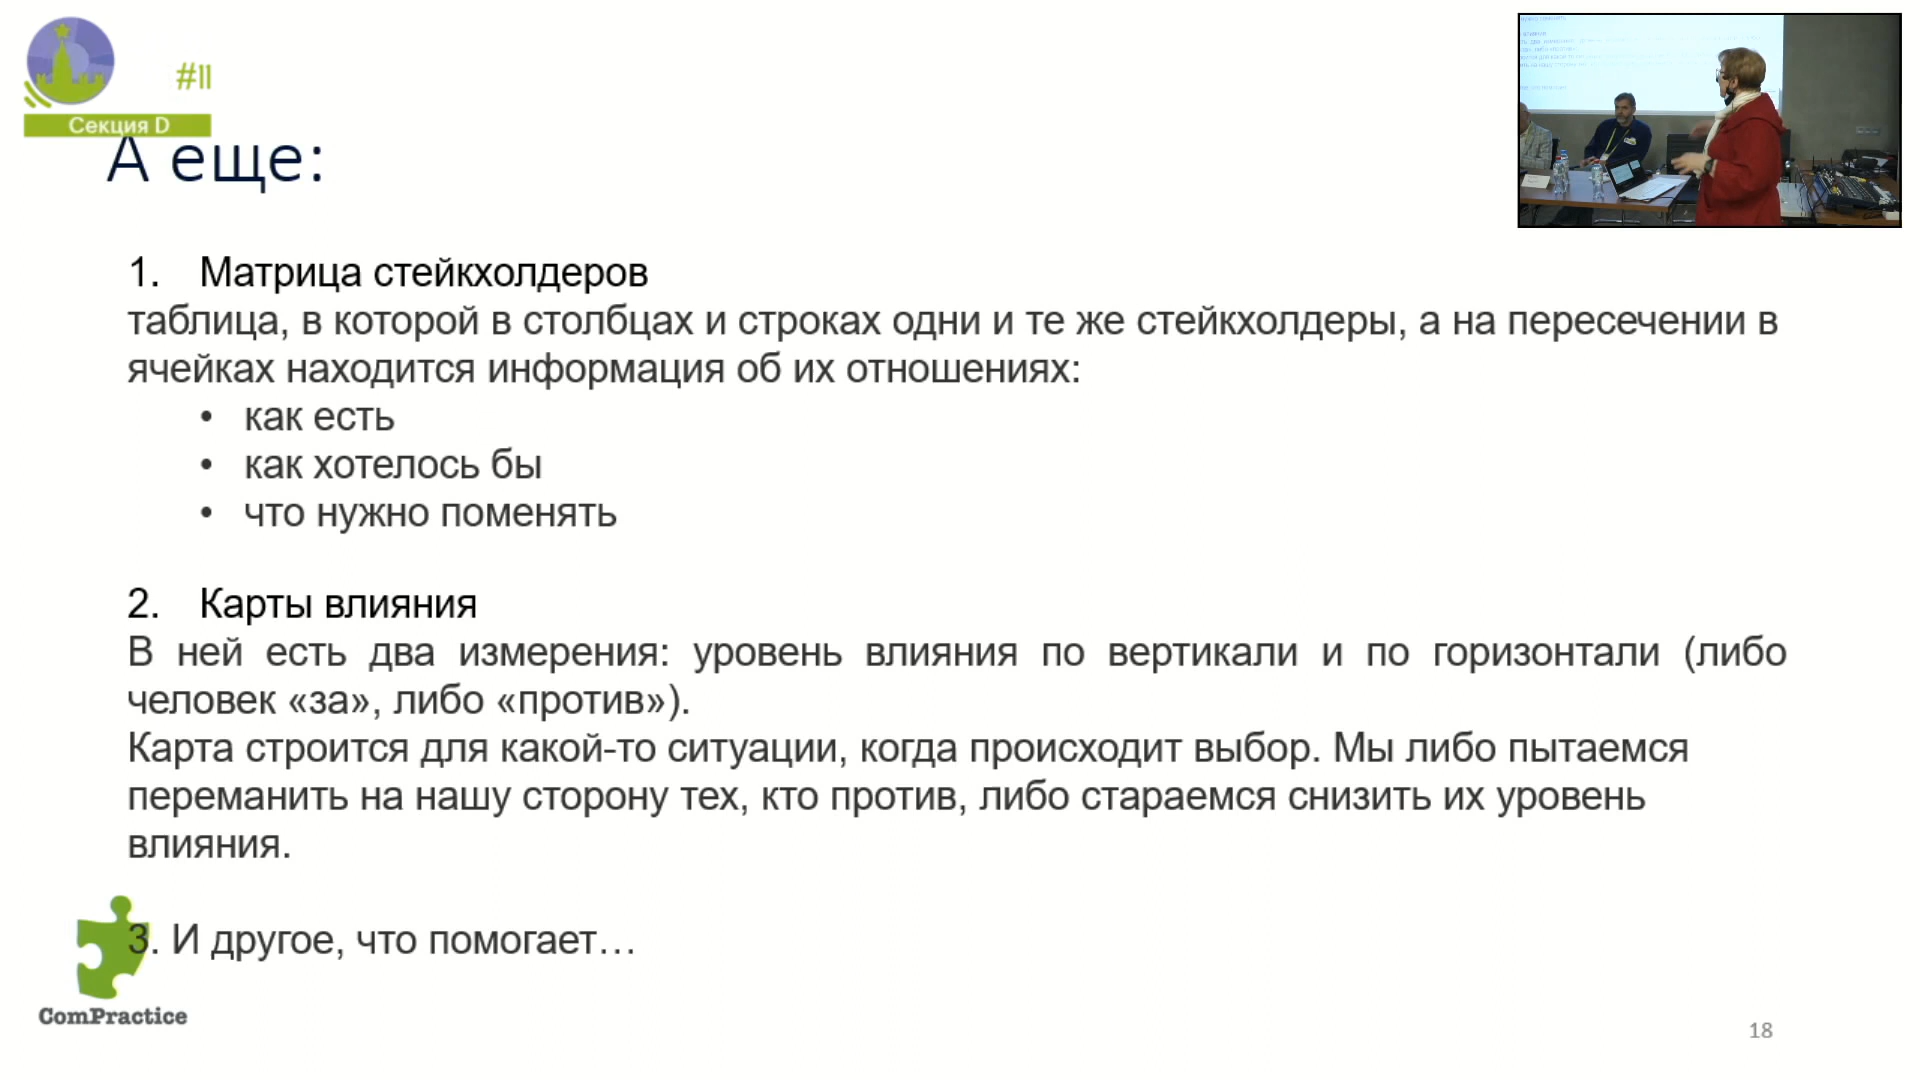 #11
Секция D
А еще:
1. Матрица стейкхолдеров
таблица, в которой в столбцах и строках одни и те же стейкхолдеры, а на пересечении в
ячейках находится информация об их отношениях:
• как есть
• как хотелось бы
• что нужно поменять
2. Карты влияния
В ней есть два измерения: уровень влияния по вертикали и по горизонтали (либо
человек «за», либо «против»).
Карта строится для какой-то ситуации, когда происходит выбор. Мы либо пытаемся
переманить на нашу сторону тех, кто против, либо стараемся снизить их уровень
влияния.
3. И другое, что помогает…
ComPractice
18